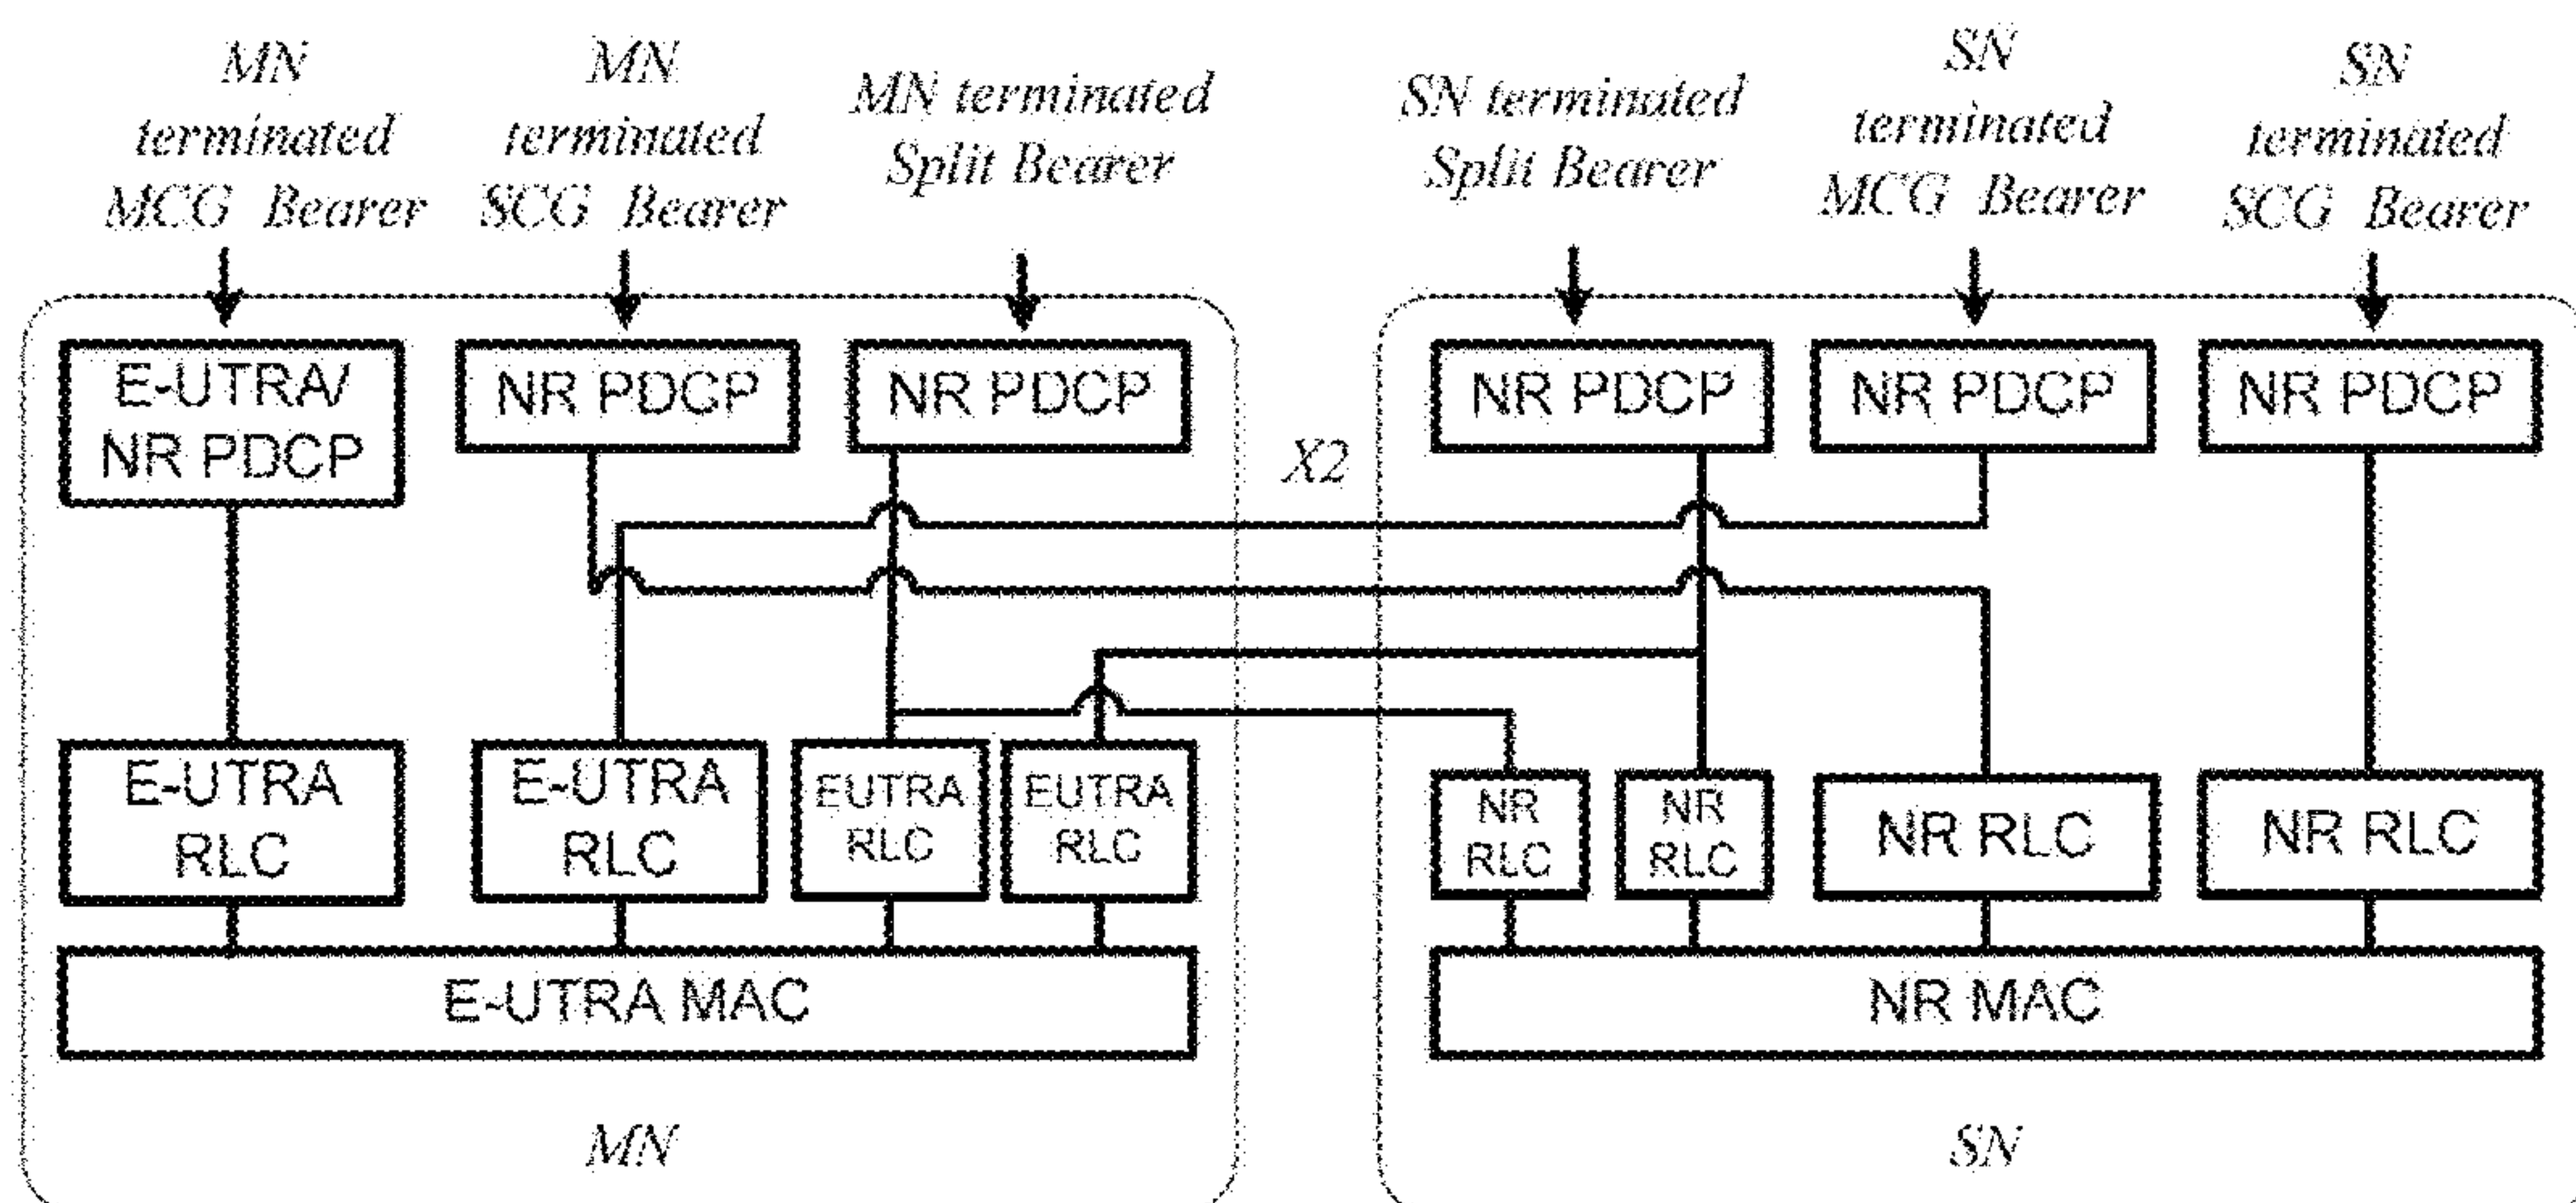 MN
terminated
MCG Bearer
MN
terminated
SCG Bearer
MN terminated
Split Bearer
SN terminated
Split Bearer
SN
terminated
MCG Bearer
SN
terminated
SCG Bearer
E-UTRA/
NR PDCP
NR PDCP
NR PDCP
X2
NR PDCP
NR PDCP
NR PDCP
E-UTRA
RLC
E-UTRA
RLC
EUTRA
RLC
EUTRA
RLC
NR
RLC
NR
RLC
NR RLC
NR RLC
E-UTRA MAC
NR MAC
MN
SN